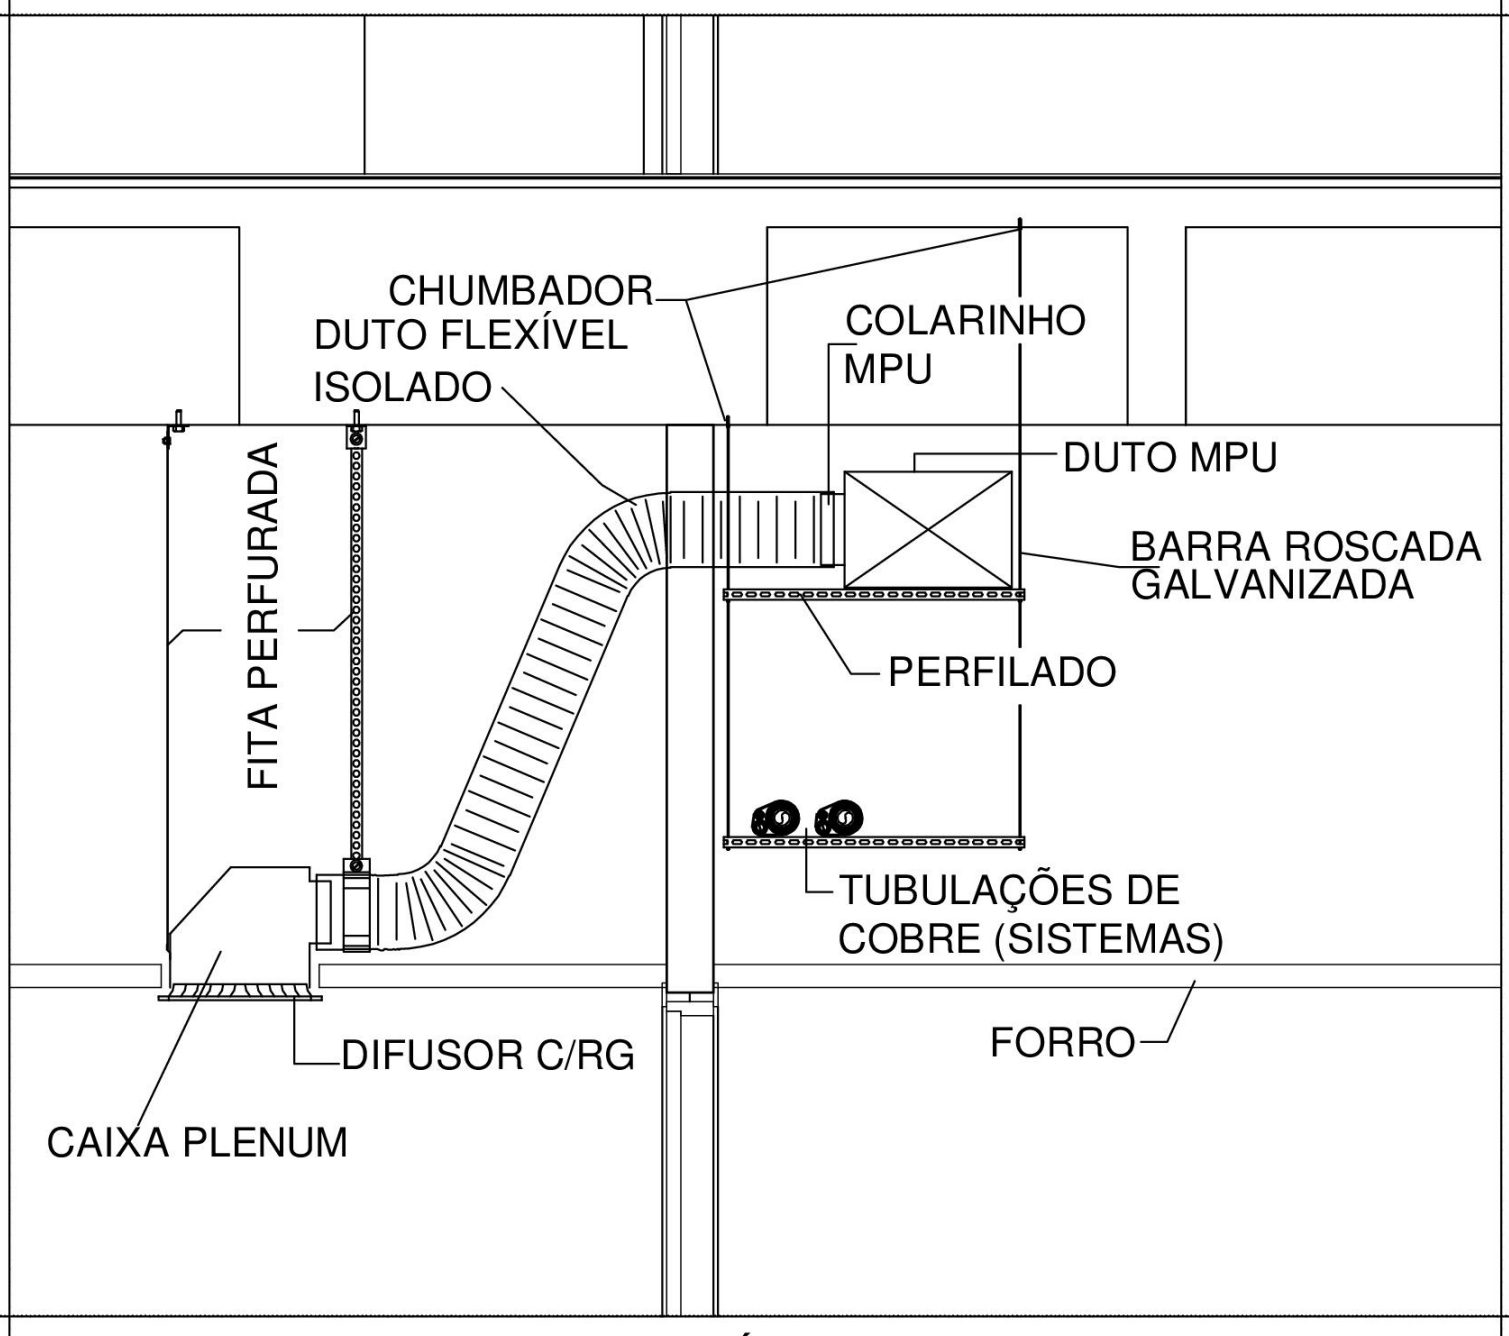 CHUMBADOR
DUTO FLEXÍVEL
ISOLADO
COLARINHO
MPU
DUTO MPU
BARRA ROSCADA
GALVANIZADA
FITA PERFURADA
PERFILADO
TUBULAÇÕES DE
COBRE (SISTEMAS)
FORRO
DIFUSOR C/RG
CAIXA PLENUM